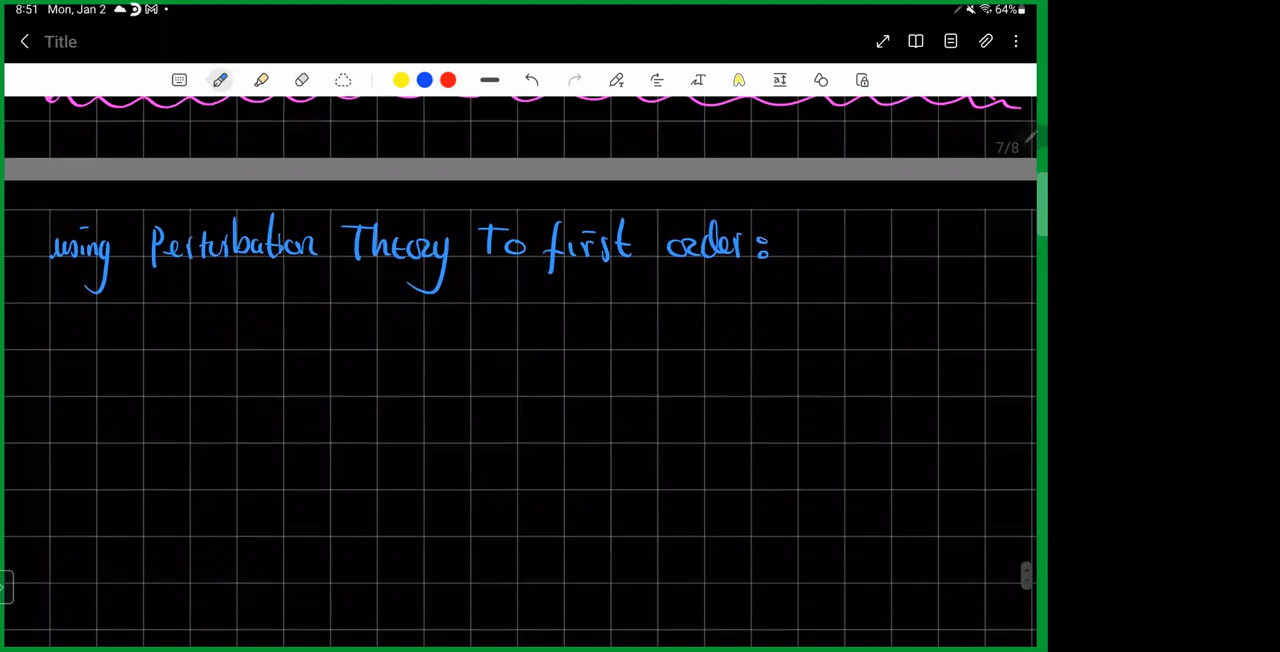 8:51 Mon, Jan 2
64%
Title
7/8
using Perturbation Theory To first order: